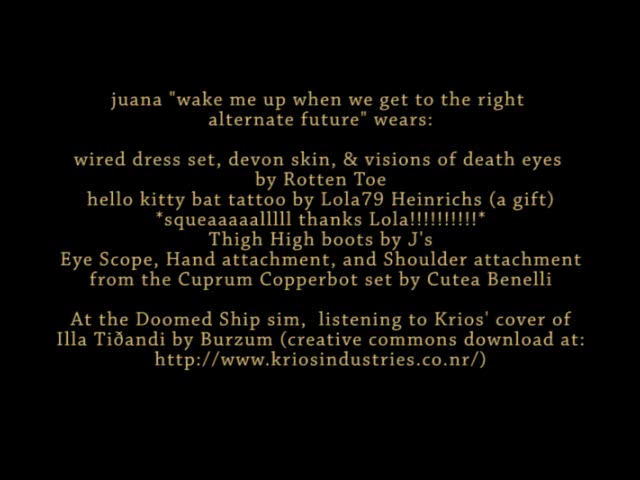 juana "wake me up when we get to the right
alternate future" wears:
wired dress set, devon skin, & visions of death eyes
by Rotten Toe
hello kitty bat tattoo by Lola79 Heinrichs (a gift)
*squeaaaaalllll thanks Lola!!!!!!!!!!*
Thigh High boots by J's
Eye Scope, Hand attachment, and Shoulder attachment
from the Cuprum Copperbot set by Cutea Benelli
At the Doomed Ship sim,  listening to Krios' cover of
Illa Tiðandi by Burzum (creative commons download at:
http://www.kriosindustries.co.nr/)